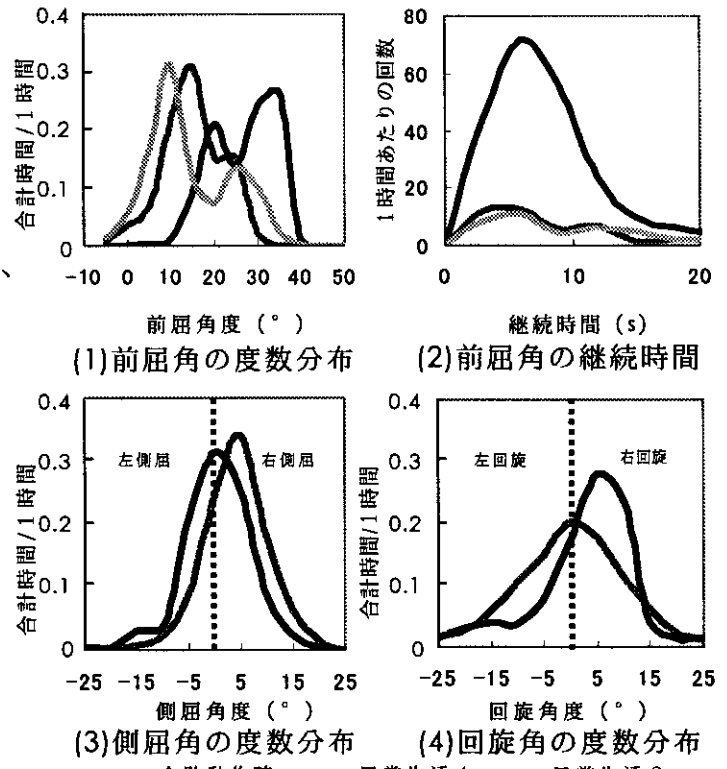 0.4
0.3
0.2
0.1
0
合計時間/1時間
-10 0 10 20 30 40 50
前屈角度 (°)
(1)前屈角の度数分布
80
60
40
20
0
1時間あたりの回数
0 10 20
継続時間 (s)
(2)前屈角の継続時間
0.4
0.3
0.2
0.1
0
合計時間/1時間
左側屈 右側屈
-25 -15 -5 5 15 25
側屈角度 (°)
(3)側屈角の度数分布
0.4
0.3
0.2
0.1
0
合計時間/1時間
左回旋 右回旋
-25 -15 -5 5 15 25
回旋角度 (°)
(4)回旋角の度数分布